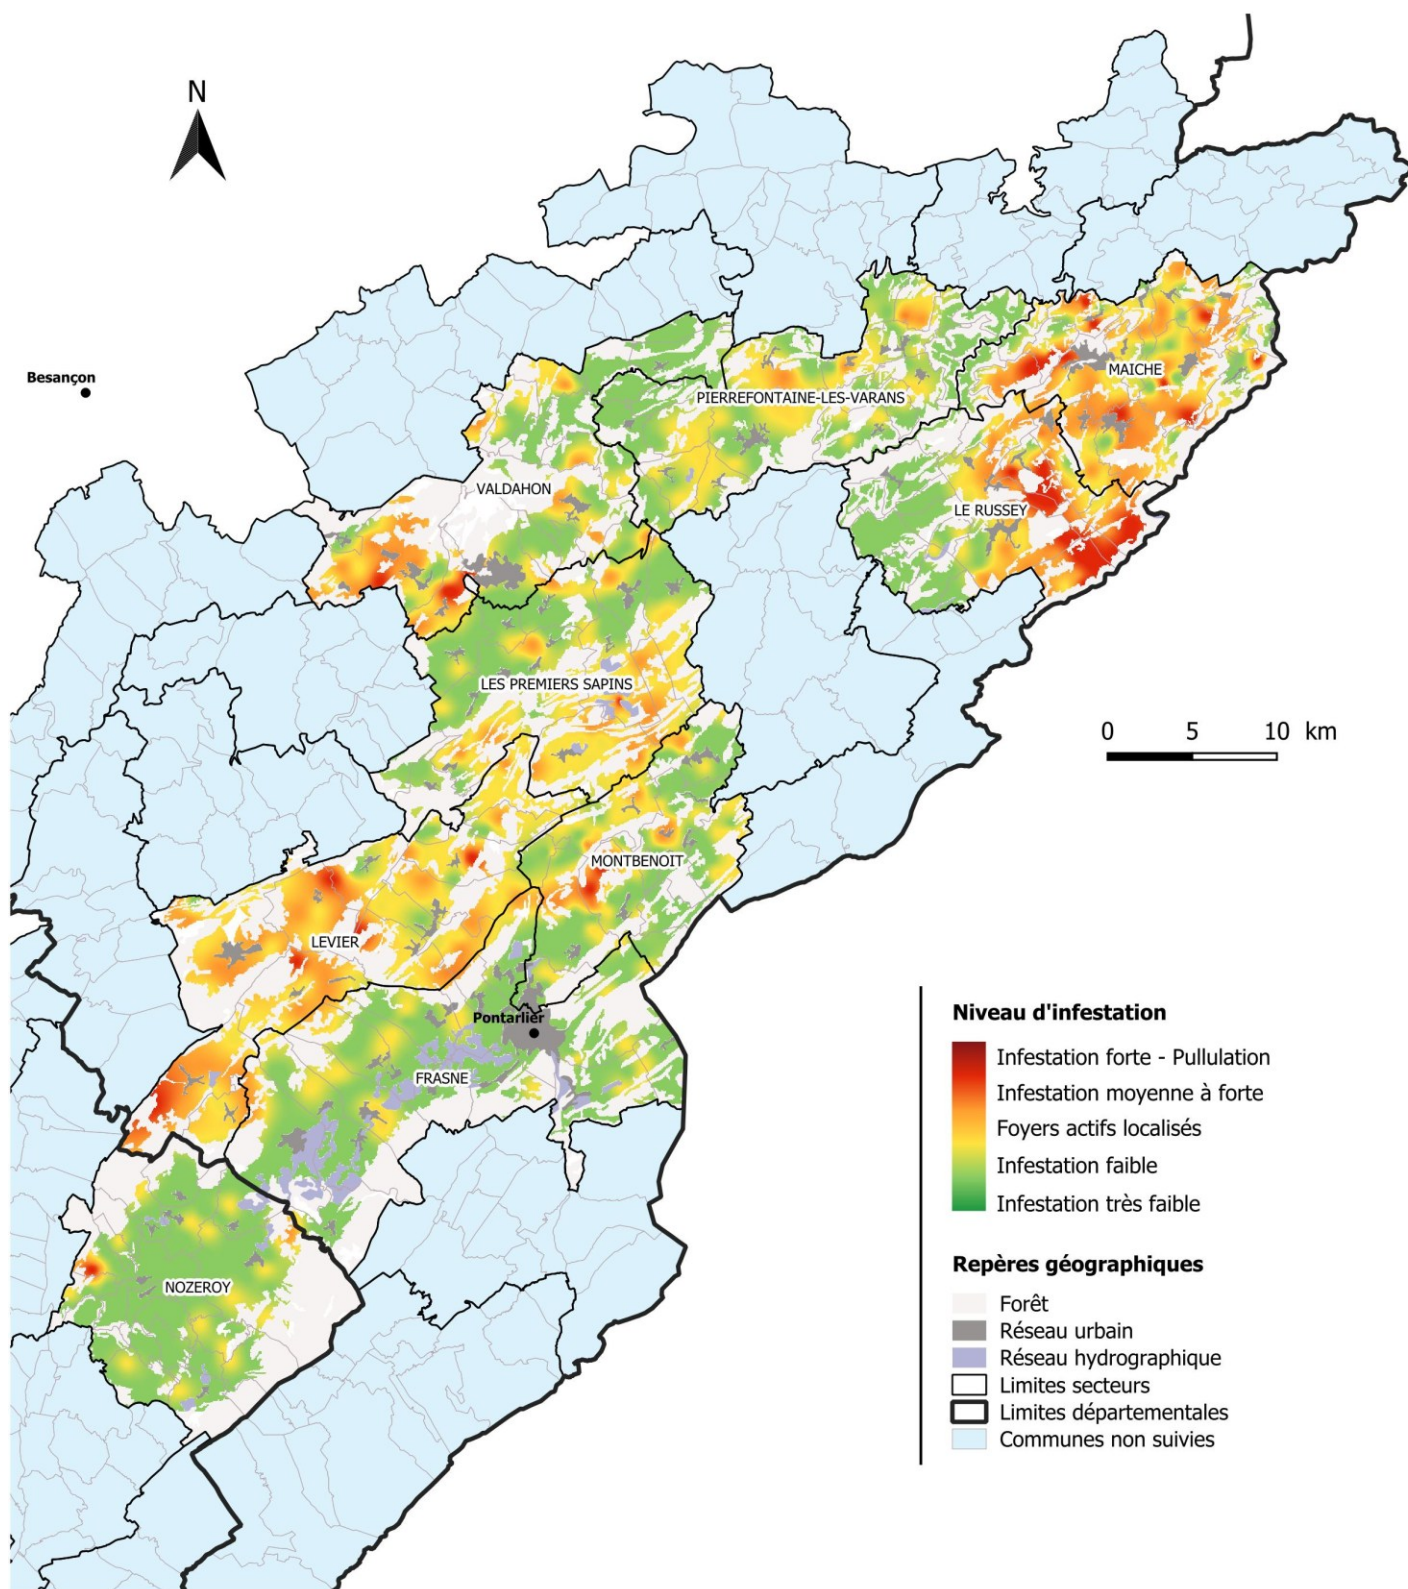 N
Besançon
MAICHE
PIERREFONTAINE-LES-VARANS
VALDAHON
LE RUSSEY
LES PREMIERS SAPINS
0 5 10 km
MONTBENOIT
LEVIER
Pontarlier
FRASNE
NOZEROY
Niveau d'infestation
Infestation forte - Pullulation
Infestation moyenne à forte
Foyers actifs localisés
Infestation faible
Infestation très faible
Repères géographiques
Forêt
Réseau urbain
Réseau hydrographique
Limites secteurs
Limites départementales
Communes non suivies